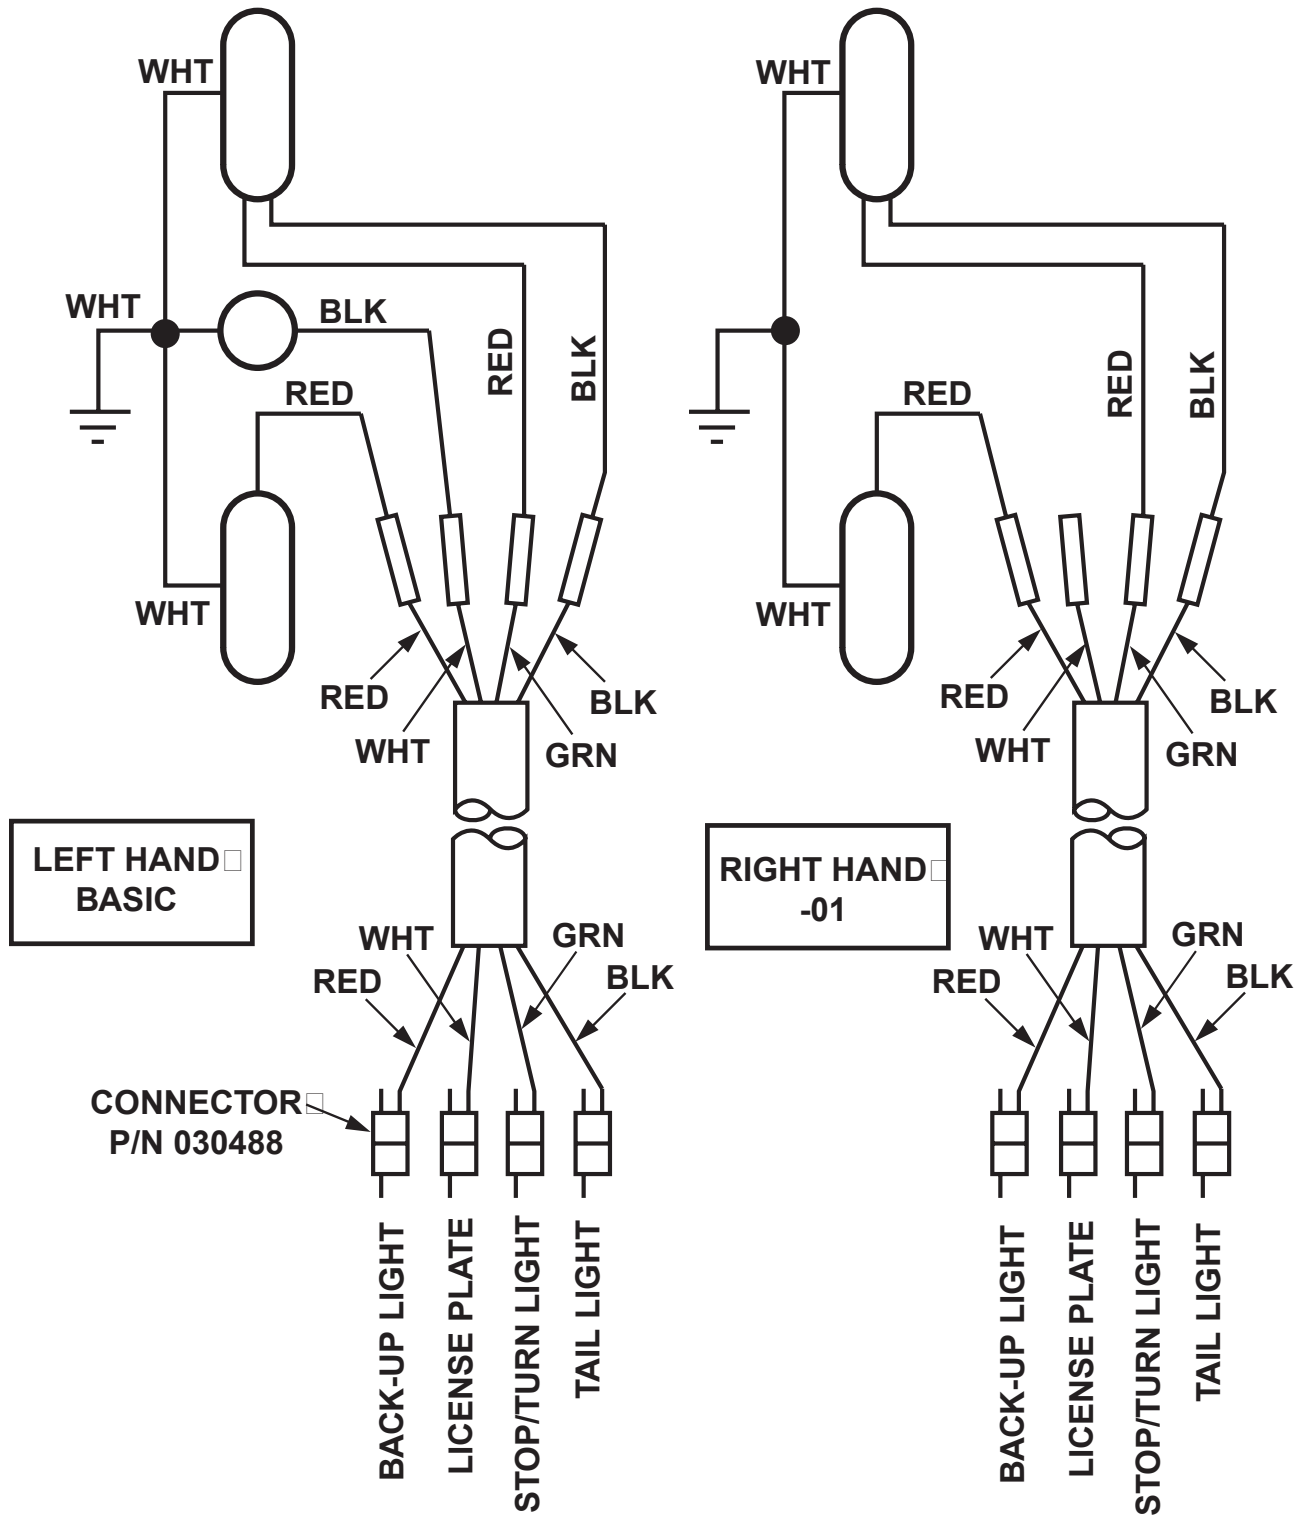 WHT
WHT
WHT
BLK
RED
RED
BLK
WHT
RED
WHT
GRN
BLK
LEFT HAND
BASIC
WHT
GRN
RED
BLK
CONNECTOR
P/N 030488
BACK-UP LIGHT
LICENSE PLATE
STOP/TURN LIGHT
TAIL LIGHT
WHT
RED
RED
BLK
WHT
RED
WHT
GRN
BLK
RIGHT HAND
-01
WHT
GRN
RED
BLK
BACK-UP LIGHT
LICENSE PLATE
STOP/TURN LIGHT
TAIL LIGHT